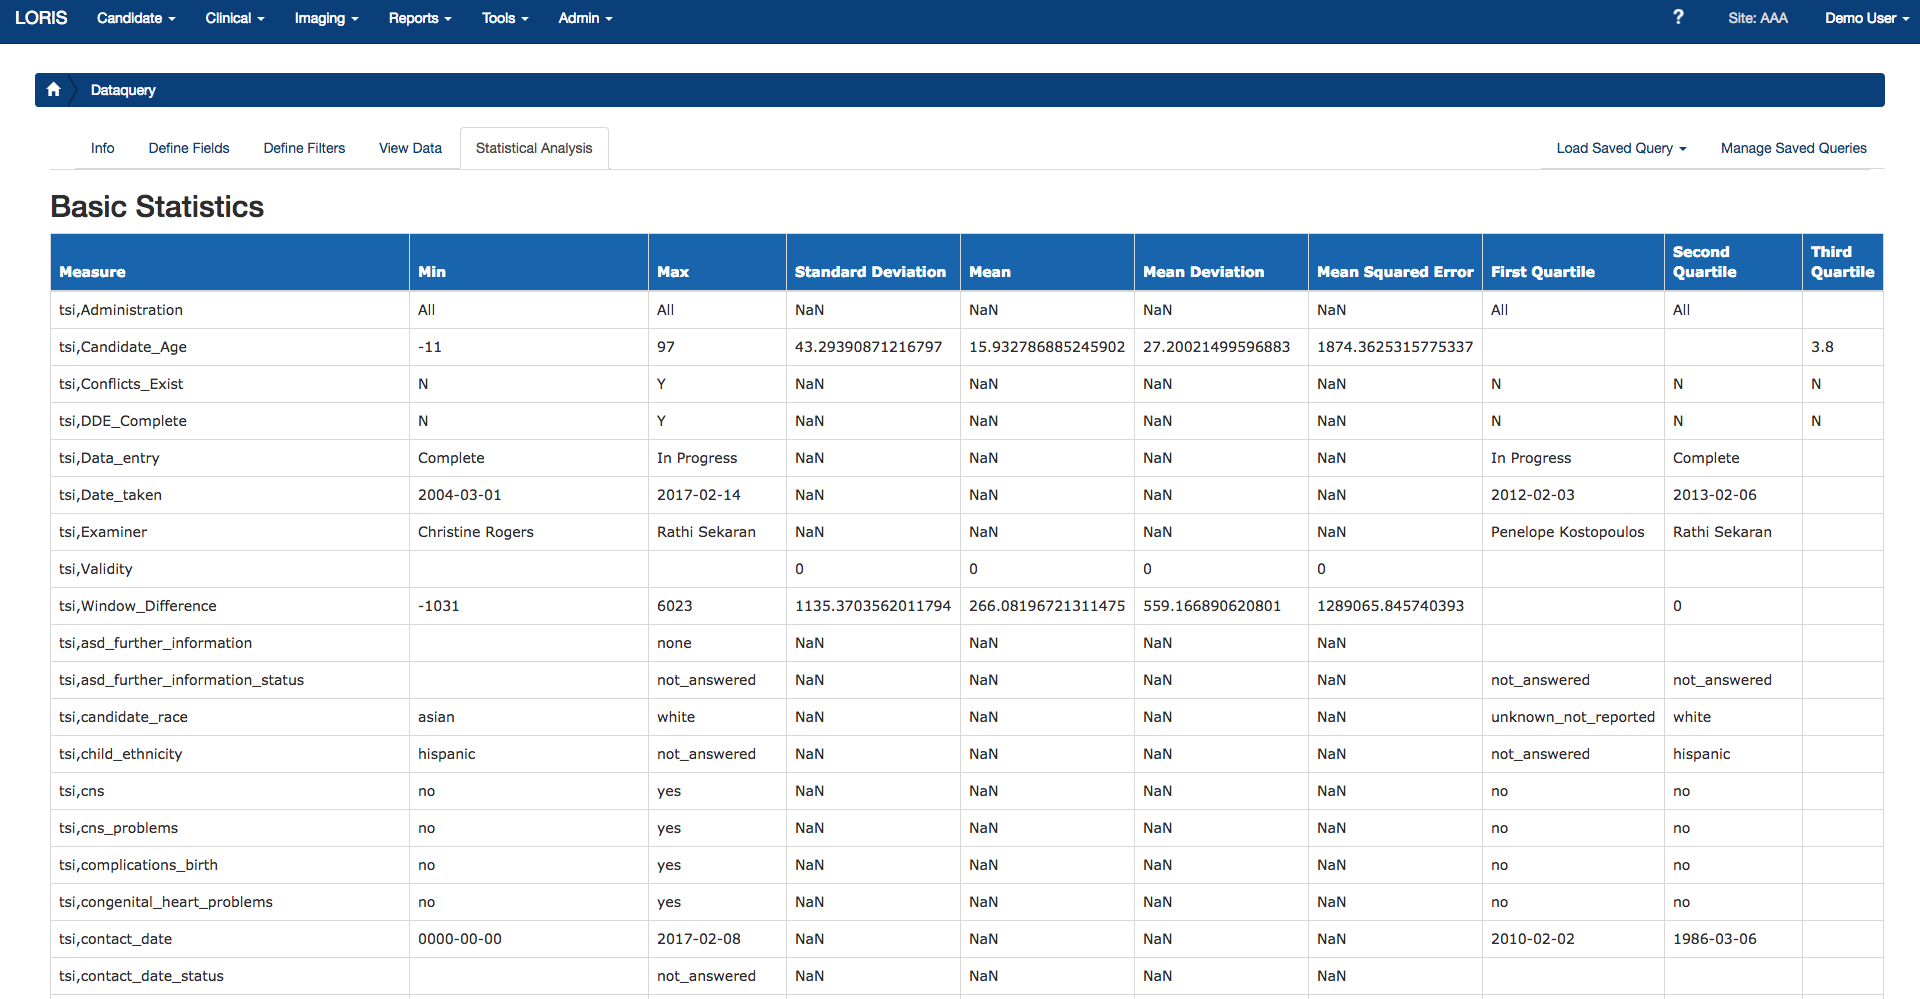 LORIS Candidate Clinical Imaging Reports Tools Admin ? Site: AAA Demo User
Dataquery
Info Define Fields Define Filters View Data Statistical Analysis Load Saved Query Manage Saved Queries
Basic Statistics
Measure Min Max Standard Deviation Mean Mean Deviation Mean Squared Error First Quartile Second Quartile Third Quartile
tsi,Administration All All NaN NaN NaN NaN All All
tsi,Candidate_Age -11 97 43.29390871216797 15.932786885245902 27.20021499596883 1874.3625315775337 3.8
tsi,Conflicts_Exist N Y NaN NaN NaN NaN N N N
tsi,DDE_Complete N Y NaN NaN NaN NaN N N N
tsi,Data_entry Complete In Progress NaN NaN NaN NaN In Progress Complete
tsi,Date_taken 2004-03-01 2017-02-14 NaN NaN NaN NaN 2012-02-03 2013-02-06
tsi,Examiner Christine Rogers Rathi Sekaran NaN NaN NaN NaN Penelope Kostopoulos Rathi Sekaran
tsi,Validity 0 0 0 0
tsi,Window_Difference -1031 6023 1135.3703562011794 266.08196721311475 559.166890620801 1289065.845740393 0
tsi,asd_further_information none NaN NaN NaN NaN
tsi,asd_further_information_status not_answered NaN NaN NaN NaN not_answered not_answered
tsi,candidate_race asian white NaN NaN NaN NaN unknown_not_reported white
tsi,child_ethnicity hispanic not_answered NaN NaN NaN NaN not_answered hispanic
tsi,cns no yes NaN NaN NaN NaN no no
tsi,cns_problems no yes NaN NaN NaN NaN no no
tsi,complications_birth no yes NaN NaN NaN NaN no no
tsi,congenital_heart_problems no yes NaN NaN NaN NaN no no
tsi,contact_date 0000-00-00 2017-02-08 NaN NaN NaN NaN 2010-02-02 1986-03-06
tsi,contact_date_status not_answered NaN NaN NaN NaN